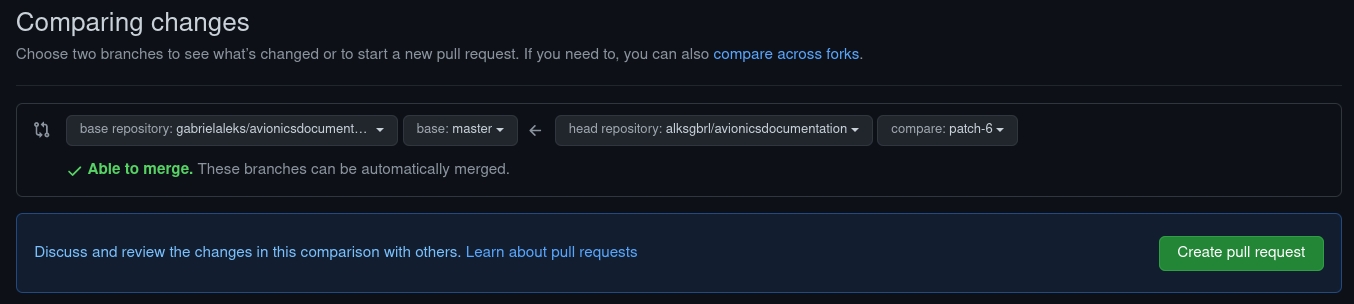 Comparing changes
Choose two branches to see what's changed or to start a new pull request. If you need to, you can also compare across forks.
base repository: gabrielaleks/avionicsdocument... base: master head repository: alksgbrl/avionicsdocumentation compare: patch-6
Able to merge. These branches can be automatically merged.
Discuss and review the changes in this comparison with others. Learn about pull requests
Create pull request